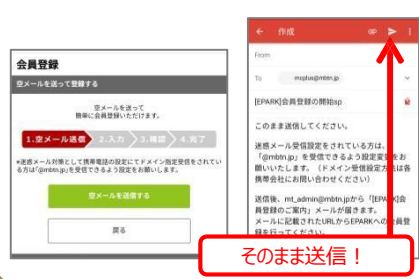 会員登録
空メールを送って登録する
空メールを送って
簡単に会員登録いただけます。
1.空メール送信 2.入力 3.確認 4.完了
*迷惑メール対策として携帯電話の設定にてドメイン指定受信をされてい
る方は「@mbtn.jp」を受信できるよう設定をお願いします。
空メールを送信する
戻る
作成
From
To msplus@mbtn.jp
[EPARK]会員登録の開始sp
このまま送信してください。
迷惑メール受信設定をされている方は、
「@mbtn.jp」を受信できるよう設定変更をお
願いいたします。（ドメイン受信設定方法は各
携帯会社にお問い合わせください）
送信後、mt_admin@mbtn.jpから「[EPARK]会
員登録のご案内」メールが届きます。
メールに記載されたURLからEPARKへの会員登
録を行ってください。
そのまま送信！